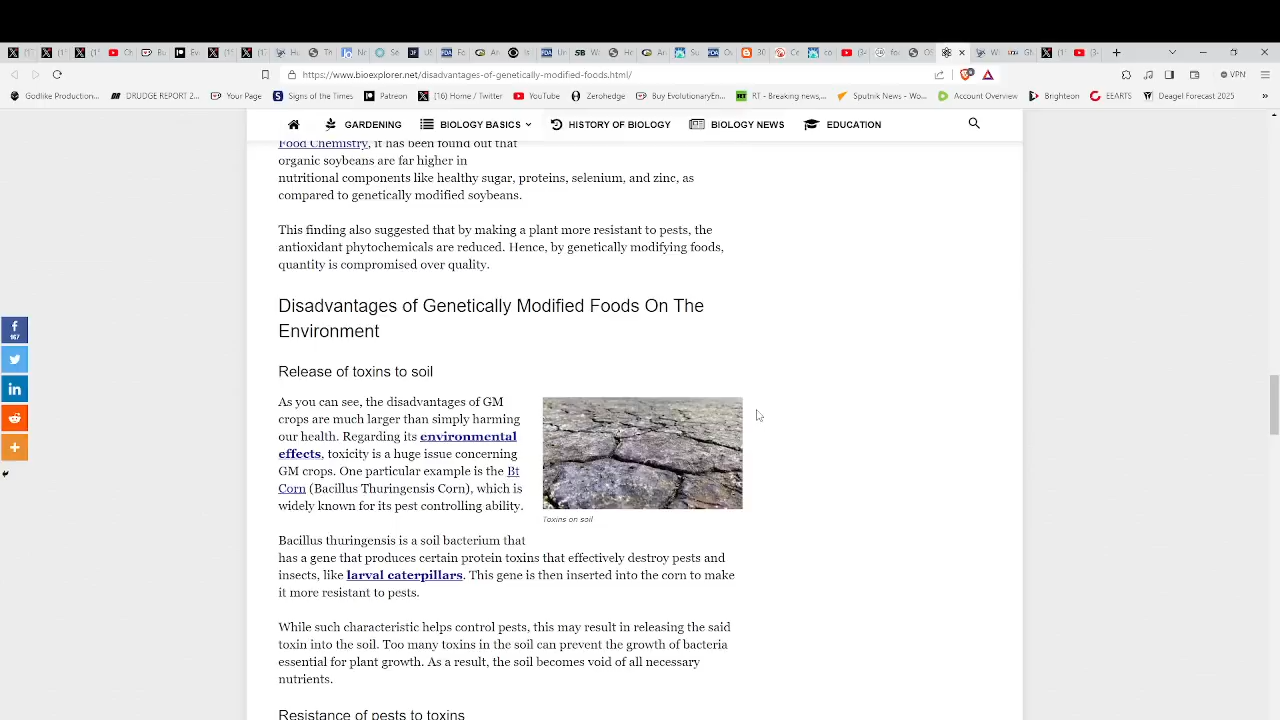 https://www.bioexplorer.net/disadvantages-of-genetically-modified-foods.html/
VPN
Godlike Production...
DRUDGE REPORT 2...
Your Page
Signs of the Times
Patreon
(16) Home / Twitter
YouTube
Zerohedge
Buy EvolutionaryEn...
RT - Breaking news,...
Sputnik News - Wo...
Account Overview
Brighteon
EEARTS
Deagel Forecast 2025
GARDENING
BIOLOGY BASICS
HISTORY OF BIOLOGY
BIOLOGY NEWS
EDUCATION
Food Chemistry, it has been found out that
organic soybeans are far higher in
nutritional components like healthy sugar, proteins, selenium, and zinc, as
compared to genetically modified soybeans.
This finding also suggested that by making a plant more resistant to pests, the
antioxidant phytochemicals are reduced. Hence, by genetically modifying foods,
quantity is compromised over quality.
Disadvantages of Genetically Modified Foods On The
Environment
Release of toxins to soil
As you can see, the disadvantages of GM
crops are much larger than simply harming
our health. Regarding its environmental
effects, toxicity is a huge issue concerning
GM crops. One particular example is the Bt
Corn (Bacillus Thuringensis Corn), which is
widely known for its pest controlling ability.
Toxins on soil
Bacillus thuringensis is a soil bacterium that
has a gene that produces certain protein toxins that effectively destroy pests and
insects, like larval caterpillars. This gene is then inserted into the corn to make
it more resistant to pests.
While such characteristic helps control pests, this may result in releasing the said
toxin into the soil. Too many toxins in the soil can prevent the growth of bacteria
essential for plant growth. As a result, the soil becomes void of all necessary
nutrients.
Resistance of pests to toxins